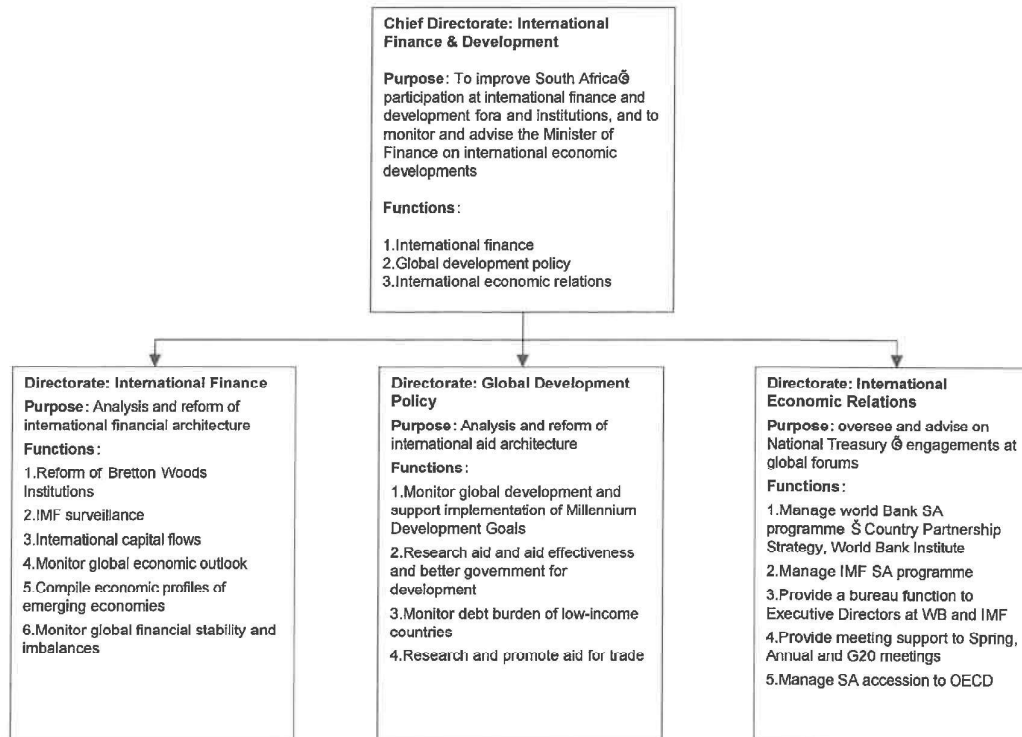 Chief Directorate: International
Finance & Development
Purpose: To improve South Africa
participation at international finance and
development fora and institutions, and to
monitor and advise the Minister of
Finance on international economic
developments
Functions:
1.International finance
2.Global development policy
3.International economic relations
Directorate: International Finance
Purpose: Analysis and reform of
international financial architecture
Functions:
1.Reform of Bretton Woods
Institutions
2.IMF surveillance
3.International capital flows
4.Monitor global economic outlook
5.Compile economic profiles of
emerging economies
6.Monitor global financial stability and
imbalances
Directorate: Global Development
Policy
Purpose: Analysis and reform of
international aid architecture
Functions:
1.Monitor global development and
support implementation of Millennium
Development Goals
2.Research aid and aid effectiveness
and better government for
development
3.Monitor debt burden of low-income
countries
4.Research and promote aid for trade
Directorate: International
Economic Relations
Purpose: oversee and advise on
National Treasury engagements at
global forums
Functions:
1.Manage world Bank SA
programme Š Country Partnership
Strategy, World Bank Institute
2.Manage IMF SA programme
3.Provide a bureau function to
Executive Directors at WB and IMF
4.Provide meeting support to Spring,
Annual and G20 meetings
5.Manage SA accession to OECD